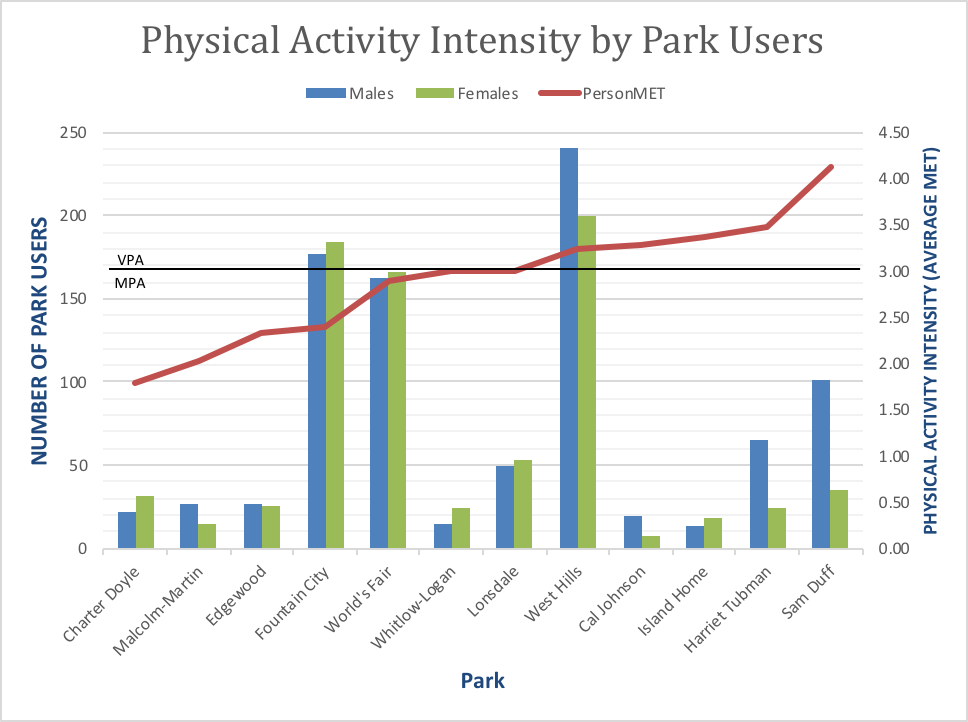 Physical Activity Intensity by Park Users
Males Females PersonMET
NUMBER OF PARK USERS
250
200
150
100
50
0
VPA
MPA
4.50
4.00
3.50
3.00
2.50
2.00
1.50
1.00
0.50
0.00
PHYSICAL ACTIVITY INTENSITY (AVERAGE MET)
Charter Doyle
Malcolm-Martin
Edgewood
Fountain City
World's Fair
Whitlow-Logan
Lonsdale
West Hills
Cal Johnson
Island Home
Harriet Tubman
Sam Duff
Park